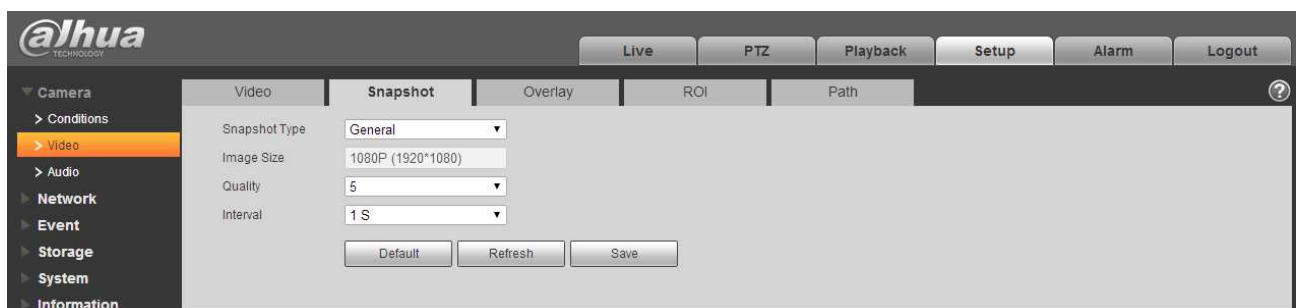 alhua
TECHNOLOGY
Live PTZ Playback Setup Alarm Logout
Camera
> Conditions
> Video
> Audio
Network
Event
Storage
System
Information
Video Snapshot Overlay ROI Path ?
Snapshot Type General
Image Size 1080P (1920*1080)
Quality 5
Interval 1 S
Default Refresh Save